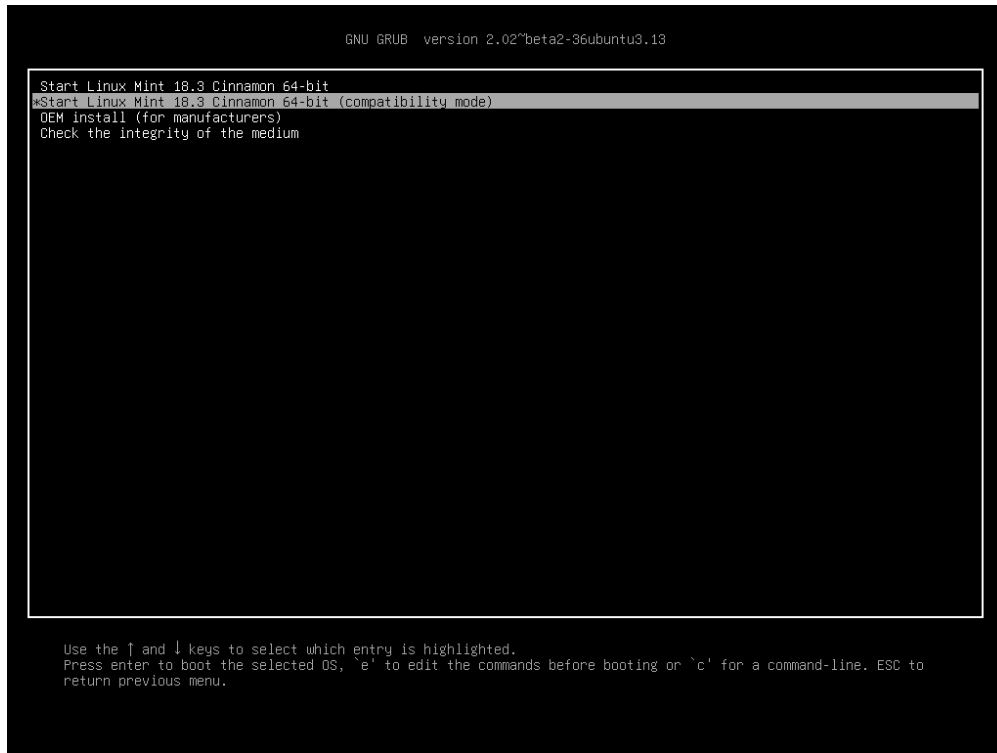 GNU GRUB  version 2.02~beta2-36ubuntu3.13
Start Linux Mint 18.3 Cinnamon 64-bit
*Start Linux Mint 18.3 Cinnamon 64-bit (compatibility mode)
OEM install (for manufacturers)
Check the integrity of the medium
Use the ↑ and ↓ keys to select which entry is highlighted.
Press enter to boot the selected OS, `e' to edit the commands before booting or `c' for a command-line. ESC to
return previous menu.